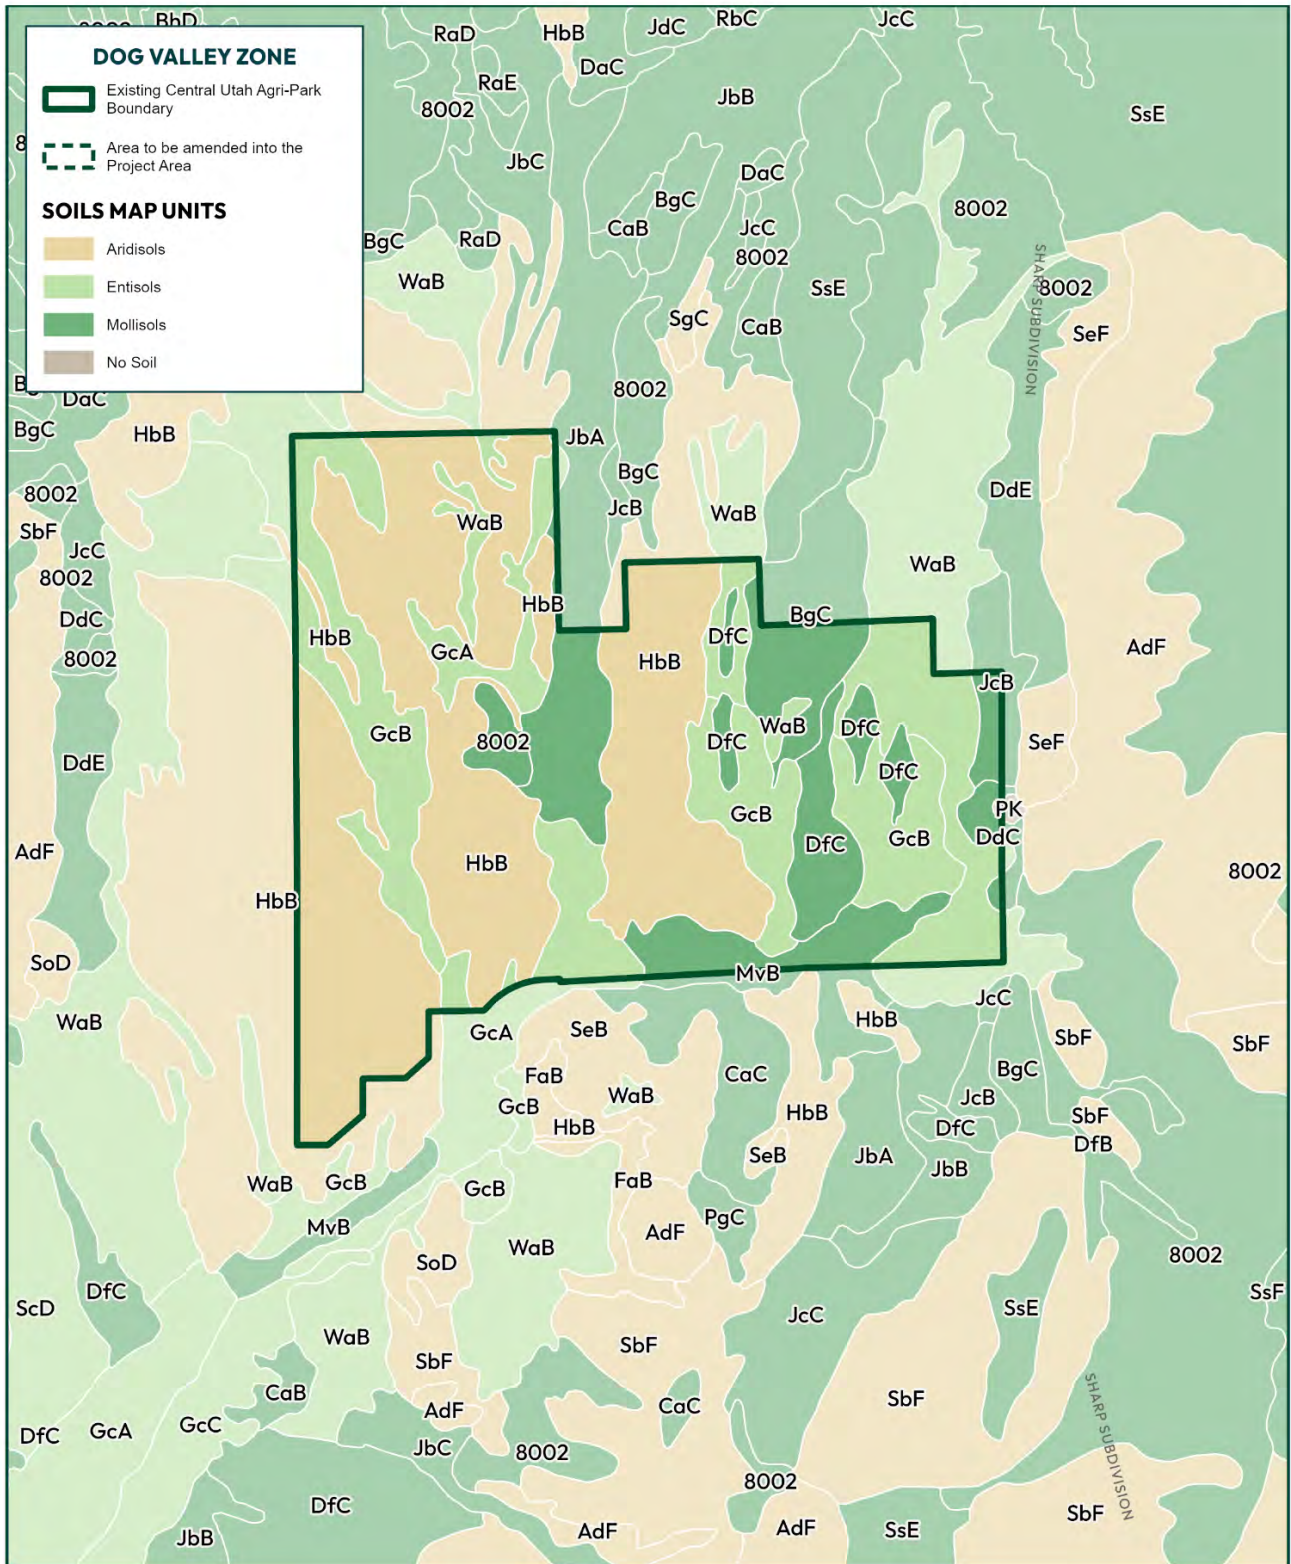 8002 BhD
RaD
HbB
JdC
RbC
JcC
DOG VALLEY ZONE
Existing Central Utah Agri-Park
Boundary
Area to be amended into the
Project Area
SOILS MAP UNITS
Aridisols
Entisols
Mollisols
No Soil
DaC
RaE
8002
JbB
SsE
8
JbC
DaC
BgC
8002
CaB
JcC
BgC
RaD
8002
WaB
SsE
SHARP SUBDIVISION
8002
SgC
CaB
SeF
8002
DaC
BgC
HbB
JbA
BgC
8002
DdE
JcB
WaB
WaB
SbF
JcC
8002
WaB
HbB
BgC
DdC
HbB
DfC
GcA
HbB
AdF
8002
JcB
GcB
8002
DfC
WaB
DfC
SeF
DdE
DfC
PK
GcB
GcB
DdC
DfC
AdF
HbB
8002
HbB
SoD
MvB
JcC
WaB
GcA
SeB
HbB
SbF
SbF
FaB
CaC
BgC
WaB
JcB
GcB
HbB
SbF
HbB
DfC
DfB
SeB
JbA
JbB
WaB
GcB
GcB
FaB
PgC
MvB
AdF
WaB
8002
SoD
DfC
SsF
ScD
SsE
JcC
WaB
SbF
SbF
CaB
SbF
AdF
CaC
SHARP SUBDIVISION
DfC
GcA
GcC
JbC
8002
8002
DfC
SbF
JbB
AdF
AdF
SsE